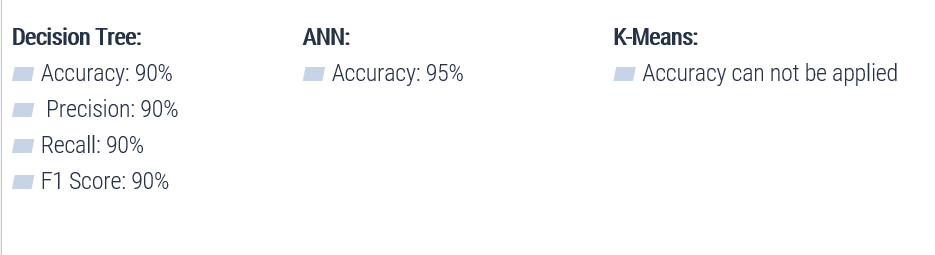 Decision Tree:
Accuracy: 90%
Precision: 90%
Recall: 90%
F1 Score: 90%
ANN:
Accuracy: 95%
K-Means:
Accuracy can not be applied